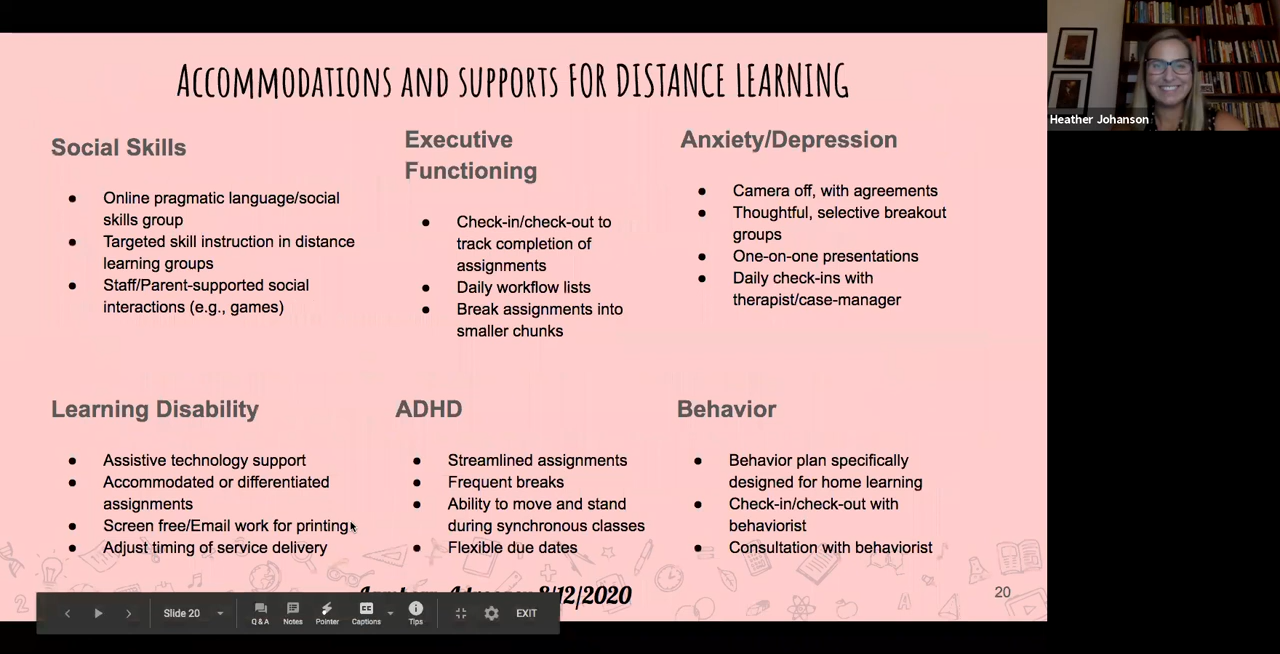 Accommodations and supports FOR DISTANCE LEARNING
Heather Johanson
Social Skills
● Online pragmatic language/social
skills group
● Targeted skill instruction in distance
learning groups
● Staff/Parent-supported social
interactions (e.g., games)
Executive
Functioning
● Check-in/check-out to
track completion of
assignments
● Daily workflow lists
● Break assignments into
smaller chunks
Anxiety/Depression
● Camera off, with agreements
● Thoughtful, selective breakout
groups
● One-on-one presentations
● Daily check-ins with
therapist/case-manager
Learning Disability
● Assistive technology support
● Accommodated or differentiated
assignments
● Screen free/Email work for printing
● Adjust timing of service delivery
ADHD
● Streamlined assignments
● Frequent breaks
● Ability to move and stand
during synchronous classes
● Flexible due dates
Behavior
● Behavior plan specifically
designed for home learning
● Check-in/check-out with
behaviorist
● Consultation with behaviorist
8/12/2020
20
Slide 20
Q & A
Notes
Pointer
CC
Captions
Tips
EXIT